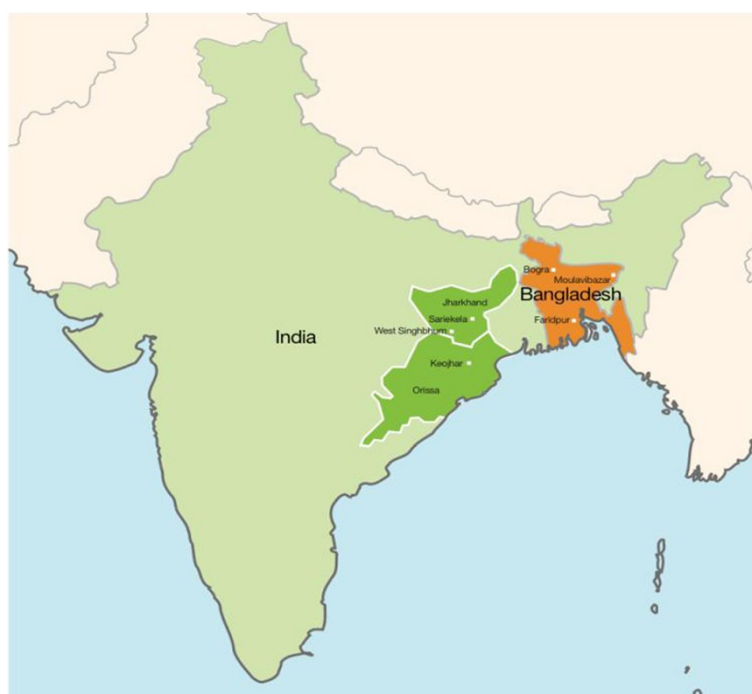 Bogra
Moulavibazar
Bangladesh
Jharkhand
Sariekela
Faridpur
West Singhbhum
India
Keojhar
Orissa